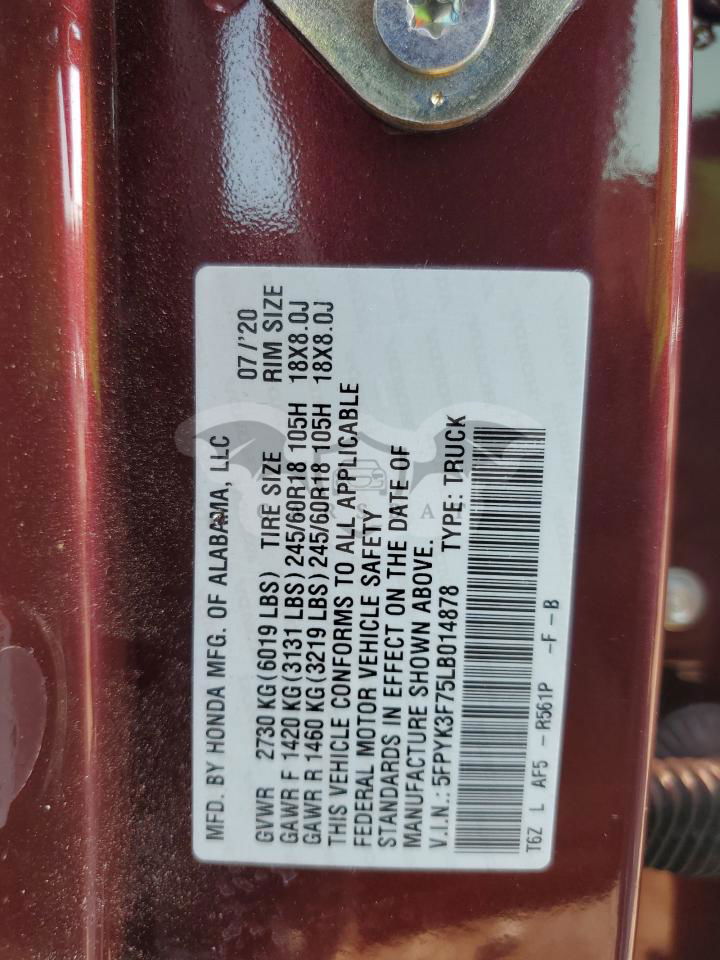 MFD. BY HONDA MFG. OF ALABAMA, LLC 07/'20
GVWR 2730 KG(6019 LBS) TIRE SIZE RIM SIZE
GAWR F 1420 KG(3131 LBS)245/60R18 105H 18X8.0J
GAWR R 1460 KG(3219 LBS)245/60R18 105H 18X8.0J
THIS VEHICLE CONFORMS TO ALL APPLICABLE
FEDERAL MOTOR VEHICLE SAFETY
STANDARDS IN EFFECT ON THE DATE OF
MANUFACTURE SHOWN ABOVE.
V.I.N.: 5FPYK3F75LB014878 TYPE: TRUCK
T6Z L AF5 - R561P -F-B